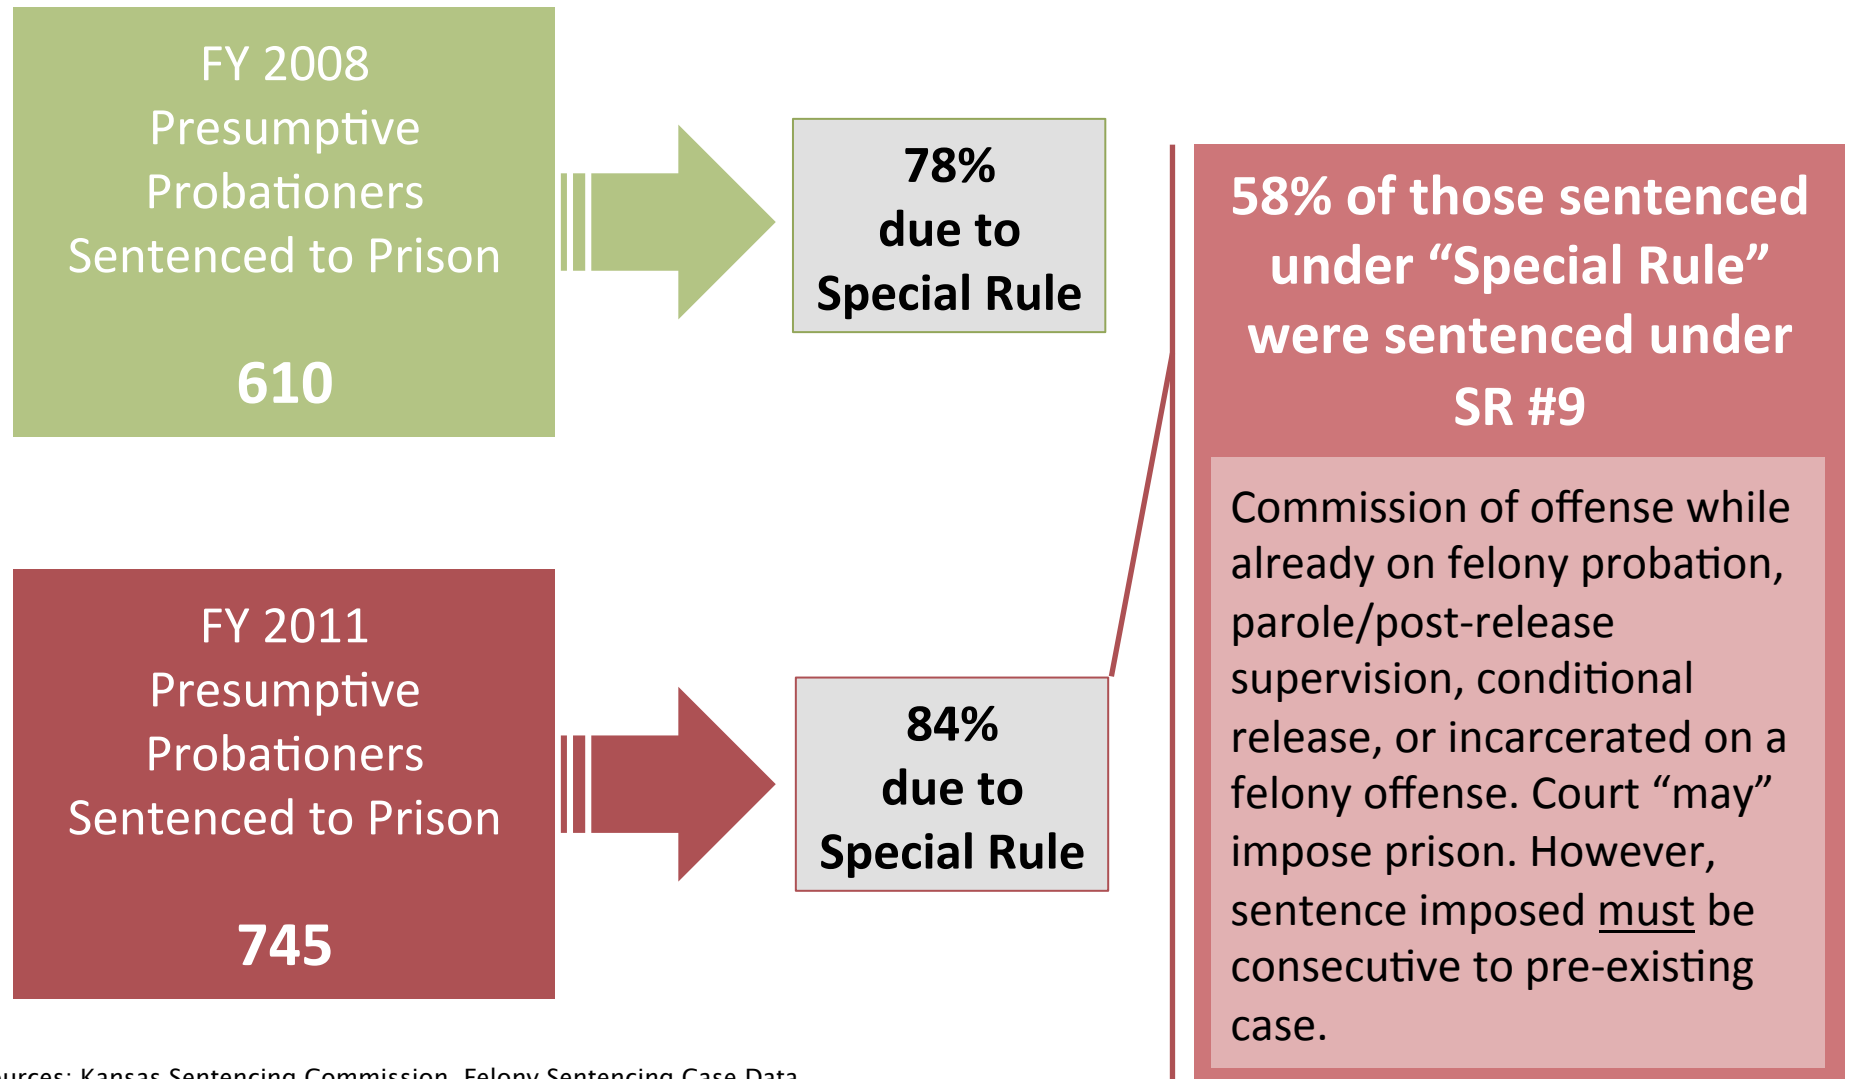 FY 2008
Presumptive
Probationers
Sentenced to Prison
610
78%
due to
Special Rule
FY 2011
Presumptive
Probationers
Sentenced to Prison
745
84%
due to
Special Rule
58% of those sentenced
under “Special Rule”
were sentenced under
SR #9
Commission of offense while
already on felony probation,
parole/post-release
supervision, conditional
release, or incarcerated on a
felony offense. Court “may”
impose prison. However,
sentence imposed must be
consecutive to pre-existing
case.
urces: Kansas Sentencing Commission, Felony Sentencing Case Data